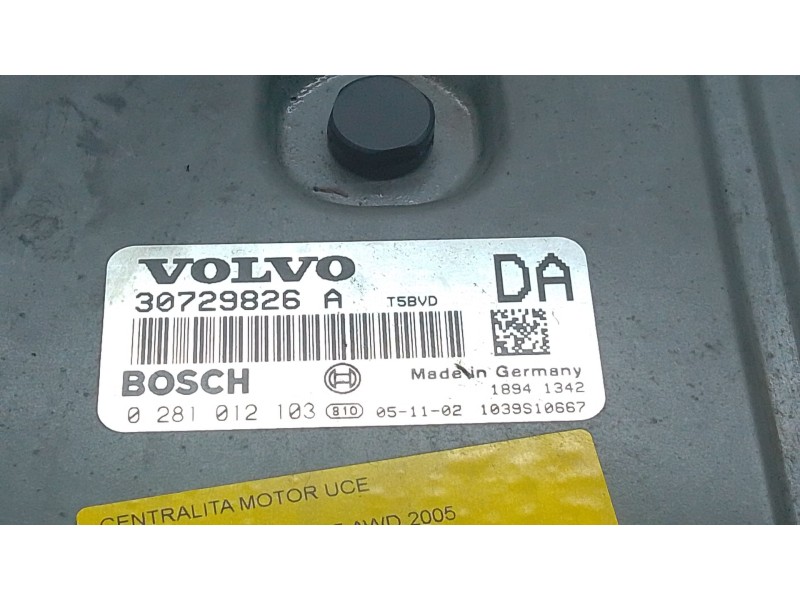 VOLVO
DA
30729826 A T5BVD
BOSCH
Made in Germany
1894 1342
0 281 012 103 810 05-11-02 1039S10667
CENTRALITA MOTOR UCE
AWD 2005